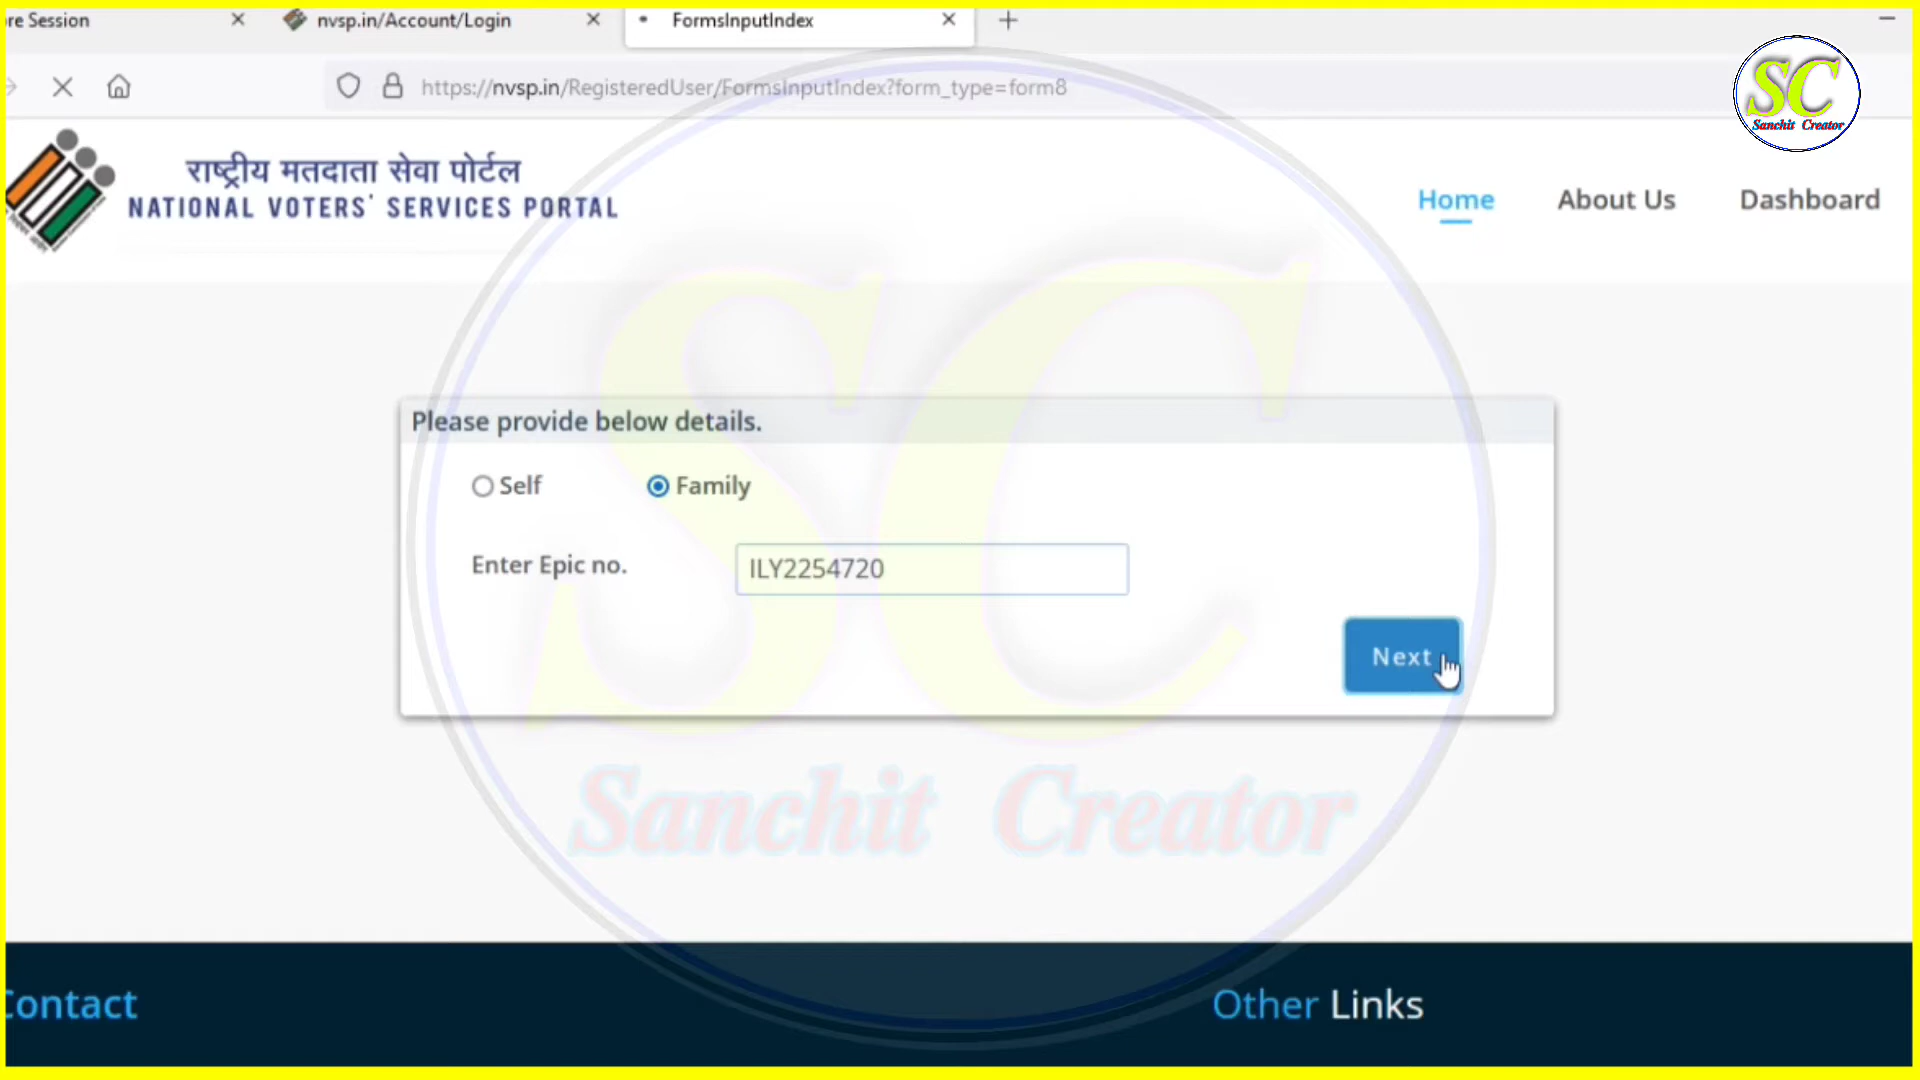 re Session
nvsp.in/Account/Login
FormsInputIndex
https://nvsp.in/RegisteredUser/FormsInputIndex?form_type=form8
SC
Sanchit Creator
राष्ट्रीय मतदाता सेवा पोर्टल
NATIONAL VOTERS' SERVICES PORTAL
Home
About Us
Dashboard
Please provide below details.
Self
Family
Enter Epic no.
ILY2254720
Next
SC
Sanchit Creator
Contact
Other Links